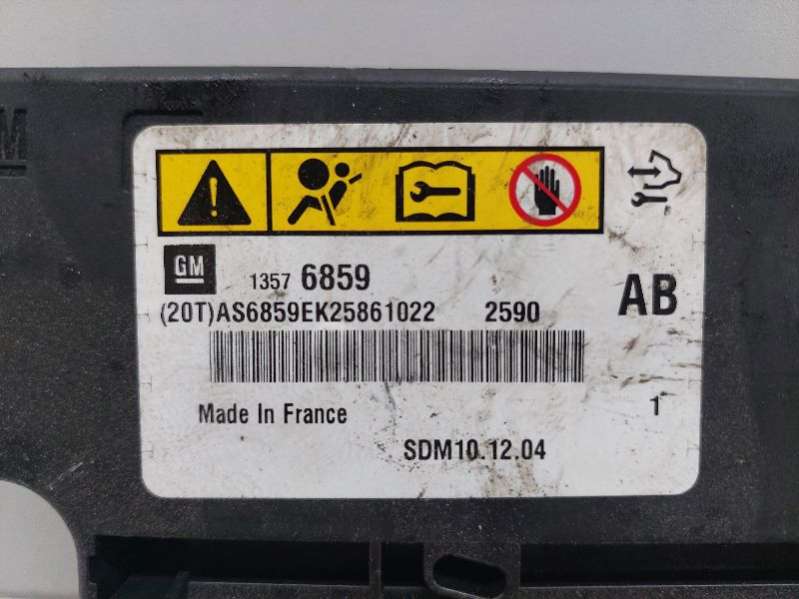 GM
1357 6859
AB
(20T)AS6859EK25861022 2590
Made In France
1
SDM10.12.04